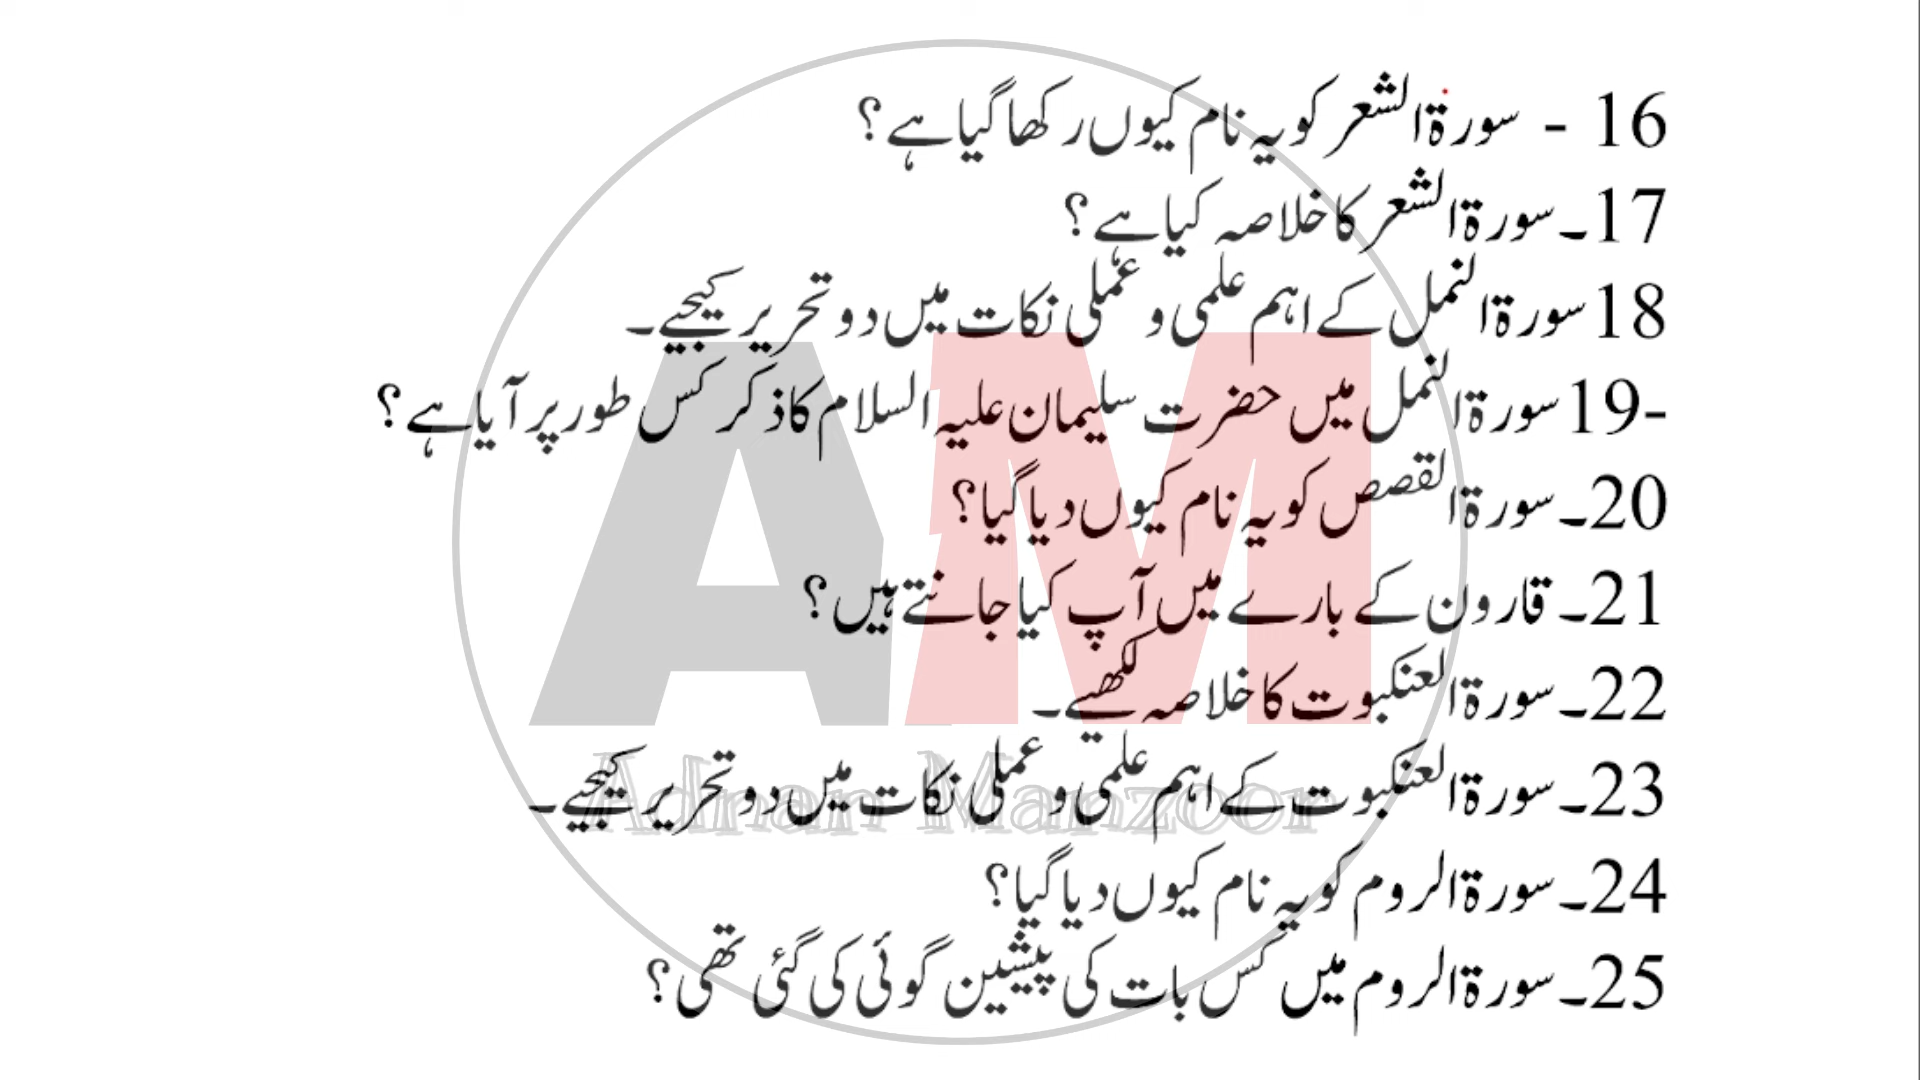 16 - سورۃ الشعر کو یہ نام کیوں رکھا گیا ہے؟
17۔ سورۃ الشعر کا خلاصہ کیا ہے؟
18 سورۃ النمل کے اہم علمی و عملی نکات میں دو تحریر کیجیے۔
19- سورۃ النمل میں حضرت سلیمان علیہ السلام کا ذکر کس طور پر آیا ہے؟
20۔ سورۃ القصص کو یہ نام کیوں دیا گیا؟
21۔ قارون کے بارے میں آپ کیا جانتے ہیں؟
22۔ سورۃ العنکبوت کا خلاصہ لکھیے۔
23۔ سورۃ العنکبوت کے اہم علمی و عملی نکات میں دو تحریر کیجیے۔
24۔ سورۃ الروم کو یہ نام کیوں دیا گیا؟
25۔ سورۃ الروم میں کس بات کی پیشین گوئی کی گئی تھی؟
AM
Adnan Manzoor